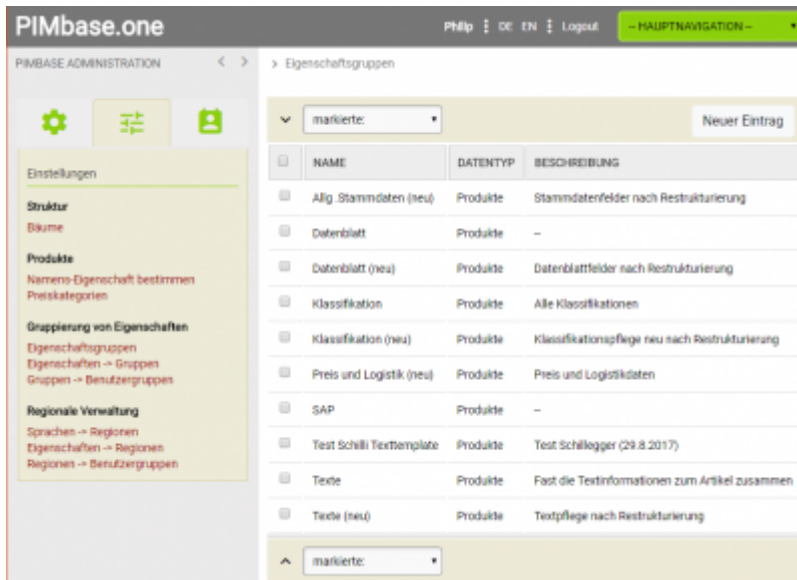 PIMbase.one
Philip DE EN Logout -- HAUPTNAVIGATION --
PIMBASE ADMINISTRATION < >
> Eigenschaftsgruppen
Einstellungen
Struktur
Bäume
Produkte
Namens-Eigenschaft bestimmen
Preiskategorien
Gruppierung von Eigenschaften
Eigenschaftsgruppen
Eigenschaften -> Gruppen
Gruppen -> Benutzergruppen
Regionale Verwaltung
Sprachen -> Regionen
Eigenschaften -> Regionen
Regionen -> Benutzergruppen
markierte: Neuer Eintrag
NAME DATENTYP BESCHREIBUNG
Allg .Stammdaten (neu) Produkte Stammdatenfelder nach Restrukturierung
Datenblatt Produkte --
Datenblatt (neu) Produkte Datenblattfelder nach Restrukturierung
Klassifikation Produkte Alle Klassifikationen
Klassifikation (neu) Produkte Klassifikationspflege neu nach Restrukturierung
Preis und Logistik (neu) Produkte Preis und Logistikdaten
SAP Produkte --
Test Schilli Texttemplate Produkte Test Schillegger (29.8.2017)
Texte Produkte Fast die Textinformationen zum Artikel zusammen
Texte (neu) Produkte Textpflege nach Restrukturierung
markierte: